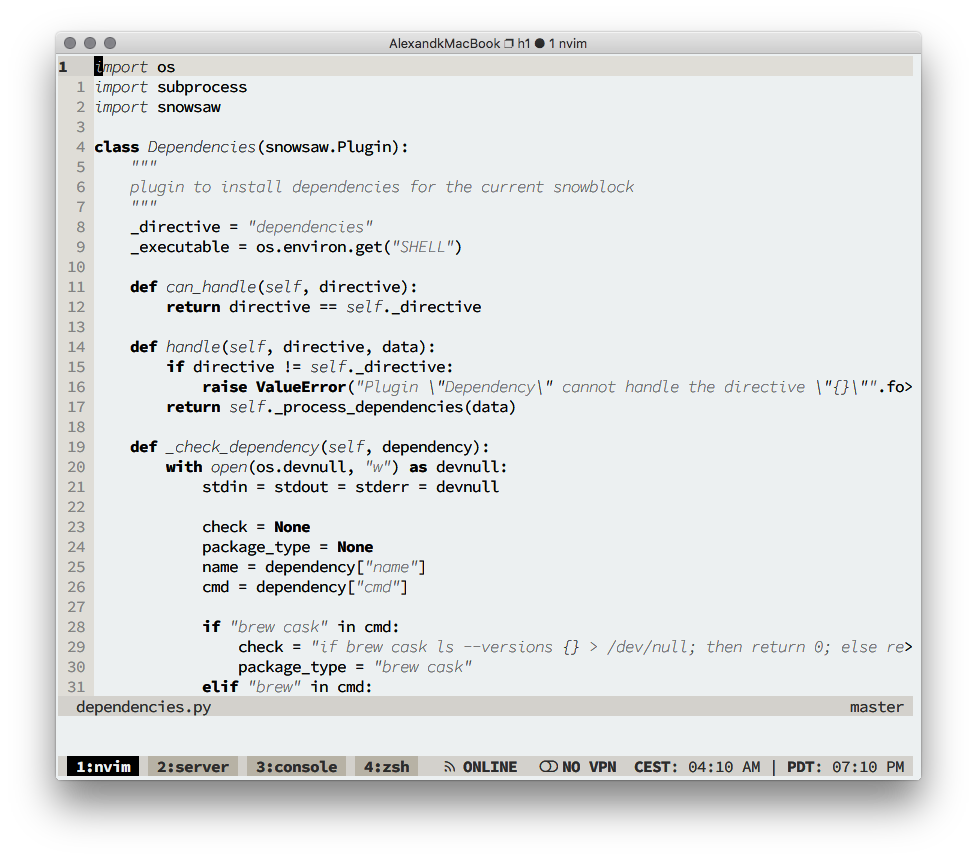 AlexandkMacBook ❐ h1 ● 1 nvim
1 import os
1 import subprocess
2 import snowsaw
3
4 class Dependencies(snowsaw.Plugin):
5     """
6     plugin to install dependencies for the current snowblock
7     """
8     _directive = "dependencies"
9     _executable = os.environ.get("SHELL")
10
11     def can_handle(self, directive):
12         return directive == self._directive
13
14     def handle(self, directive, data):
15         if directive != self._directive:
16             raise ValueError("Plugin \"Dependency\" cannot handle the directive \"{}\"".fo>
17         return self._process_dependencies(data)
18
19     def _check_dependency(self, dependency):
20         with open(os.devnull, "w") as devnull:
21             stdin = stdout = stderr = devnull
22
23             check = None
24             package_type = None
25             name = dependency["name"]
26             cmd = dependency["cmd"]
27
28             if "brew cask" in cmd:
29                 check = "if brew cask ls --versions {} > /dev/null; then return 0; else re>
30                 package_type = "brew cask"
31             elif "brew" in cmd:
dependencies.py master
1:nvim 2:server 3:console 4:zsh ONLINE NO VPN CEST: 04:10 AM | PDT: 07:10 PM